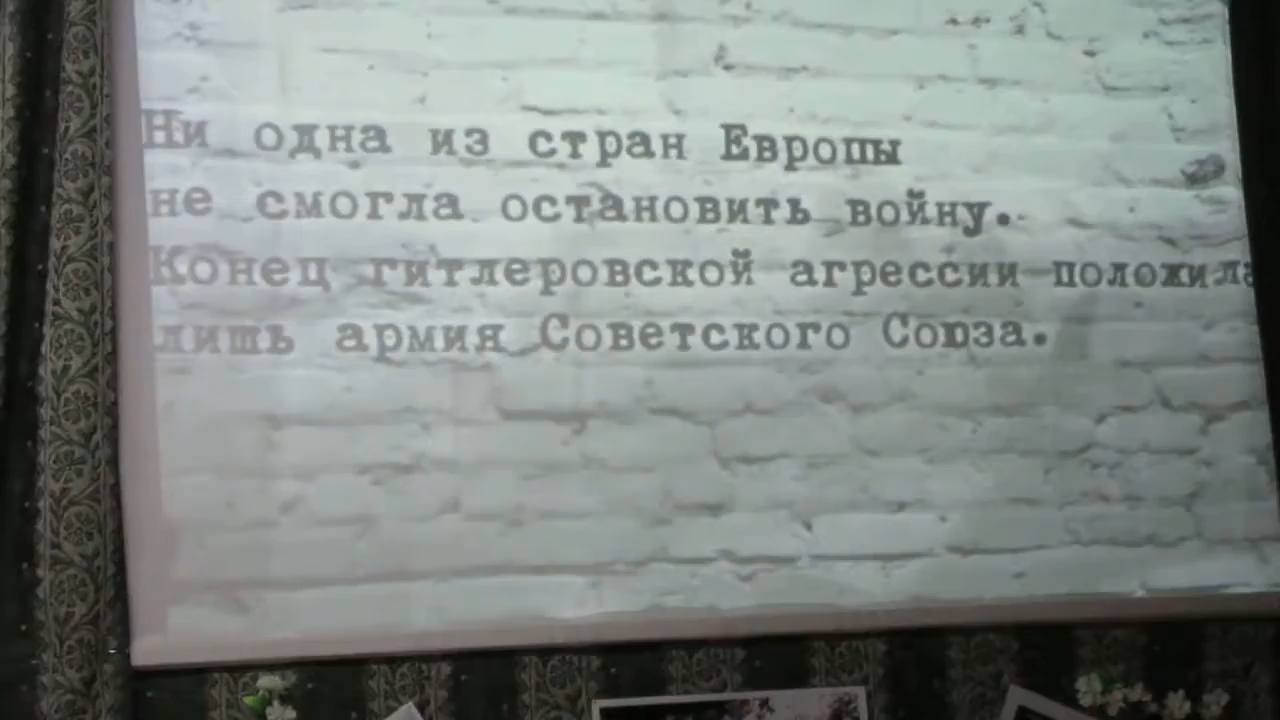 Ни одна из стран Европы
не смогла остановить войну.
Конец гитлеровской агрессии положила
лишь армия Советского Союза.